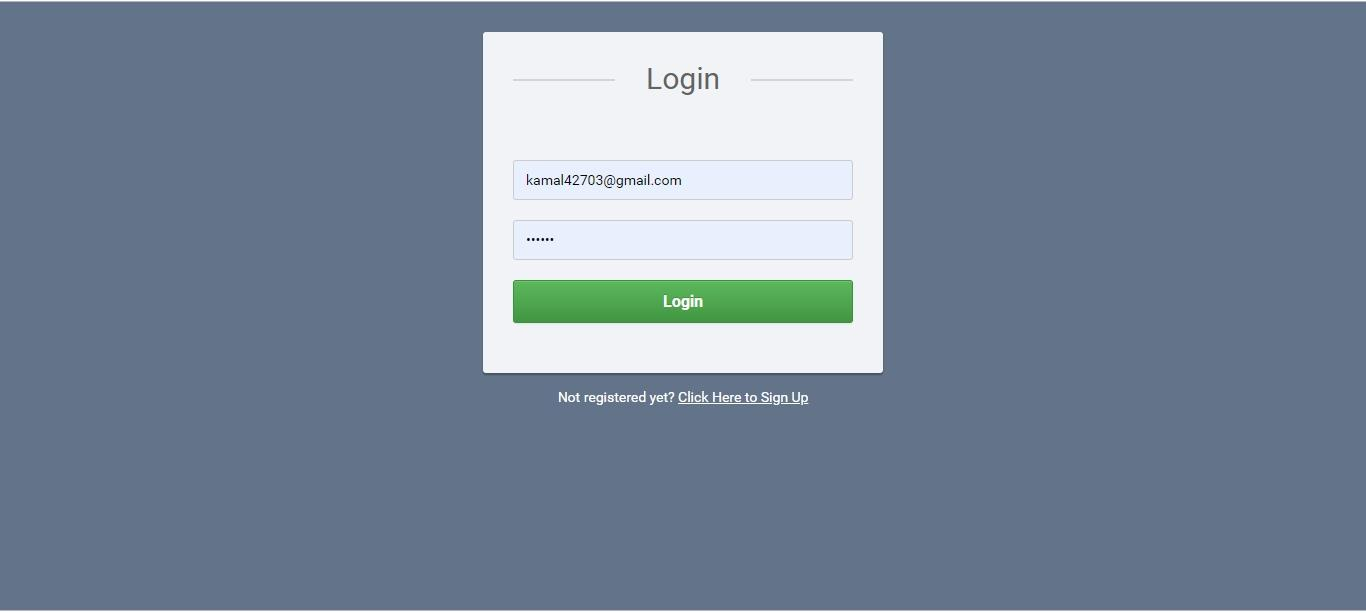 Login
kamal42703@gmail.com
••••••
Login
Not registered yet? Click Here to Sign Up